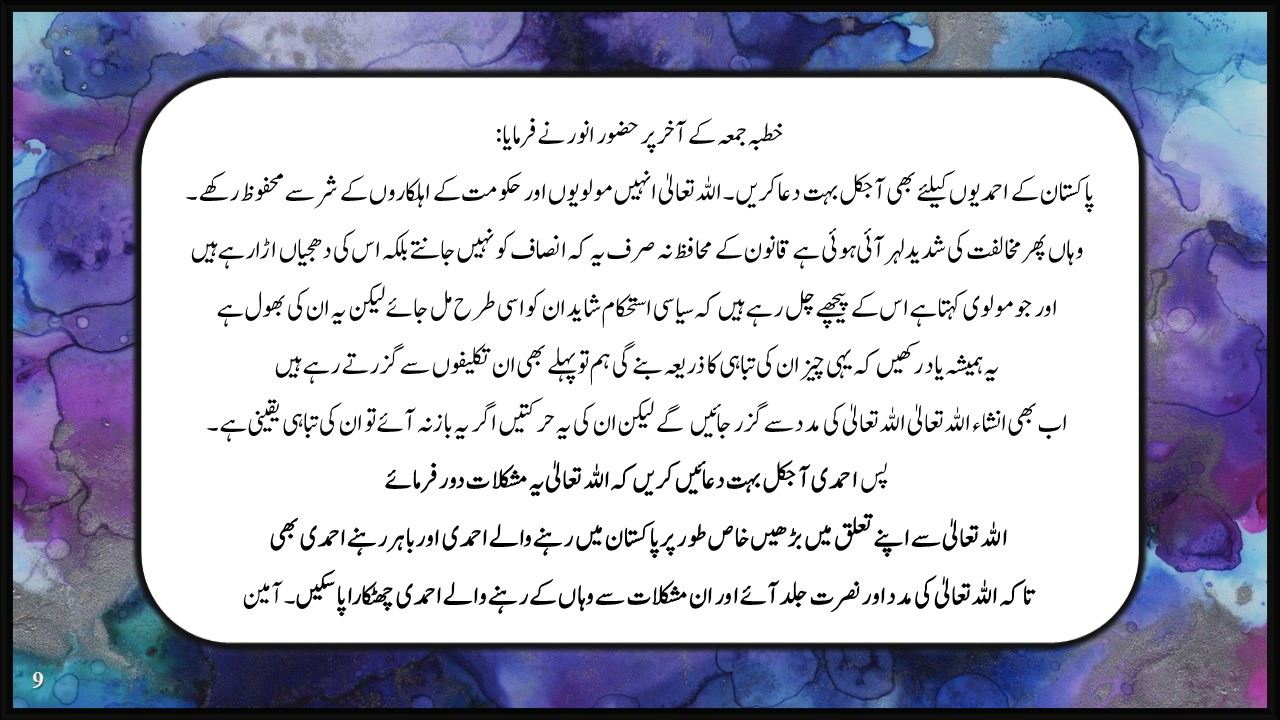 خطبہ جمعہ کے آخر پر حضور انور نے فرمایا:
پاکستان کے احمدیوں کیلئے بھی آجکل بہت دعا کریں۔ اللہ تعالیٰ انہیں مولویوں اور حکومت کے اہلکاروں کے شر سے محفوظ رکھے۔
وہاں پھر مخالفت کی شدید لہر آئی ہوئی ہے قانون کے محافظ نہ صرف یہ کہ انصاف کو نہیں جانتے بلکہ اس کی دھجیاں اڑا رہے ہیں
اور جو مولوی کہتا ہے اس کے پیچھے چل رہے ہیں کہ سیاسی استحکام شاید ان کو اسی طرح مل جائے لیکن یہ ان کی بھول ہے
یہ ہمیشہ یاد رکھیں کہ یہی چیز ان کی تباہی کا ذریعہ بنے گی ہم تو پہلے بھی ان تکلیفوں سے گزرتے رہے ہیں
اب بھی انشاء اللہ تعالیٰ اللہ تعالیٰ کی مدد سے گزر جائیں گے لیکن ان کی یہ حرکتیں اگر یہ باز نہ آئے تو ان کی تباہی یقینی ہے۔
پس احمدی آجکل بہت دعائیں کریں کہ اللہ تعالیٰ یہ مشکلات دور فرمائے
اللہ تعالیٰ سے اپنے تعلق میں بڑھیں خاص طور پر پاکستان میں رہنے والے احمدی اور باہر رہنے احمدی بھی
تا کہ اللہ تعالیٰ کی مدد اور نصرت جلد آئے اور ان مشکلات سے وہاں کے رہنے والے احمدی چھٹکارا پا سکیں۔ آمین
9